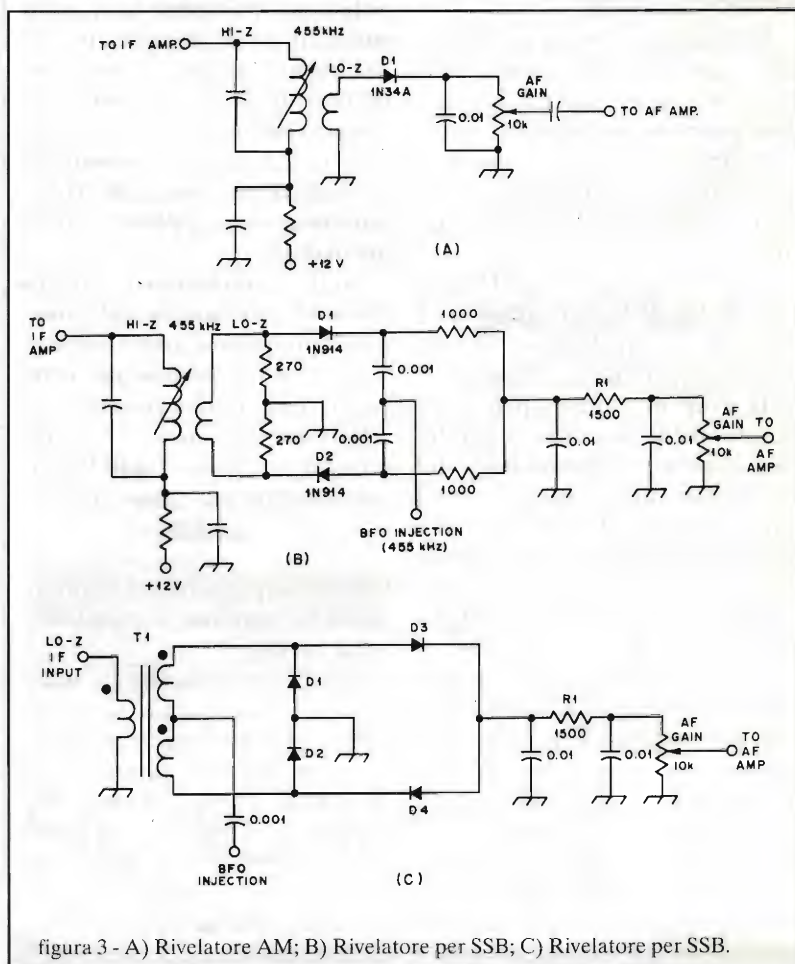 HI-Z 455kHz
TO IF AMP.
LO-Z
D1
1N34A
AF
GAIN
0.01
10k
TO AF AMP.
+12V
(A)
TO
IF
AMP
HI-Z 455 kHz LO-Z
D1
1N914
1000
270
0.001
R1
1500
270
0.001
0.01
0.01
AF
GAIN
10k
TO
AF
AMP
D2
1N914
1000
BFO INJECTION
(455 kHz)
+12V
(B)
LO-Z
IF
INPUT
T1
D3
D1
R1
1500
D2
0.01
0.01
AF
GAIN
10k
TO
AF
AMP
D4
0.001
BFO
INJECTION
(C)
figura 3 - A) Rivelatore AM; B) Rivelatore per SSB; C) Rivelatore per SSB.